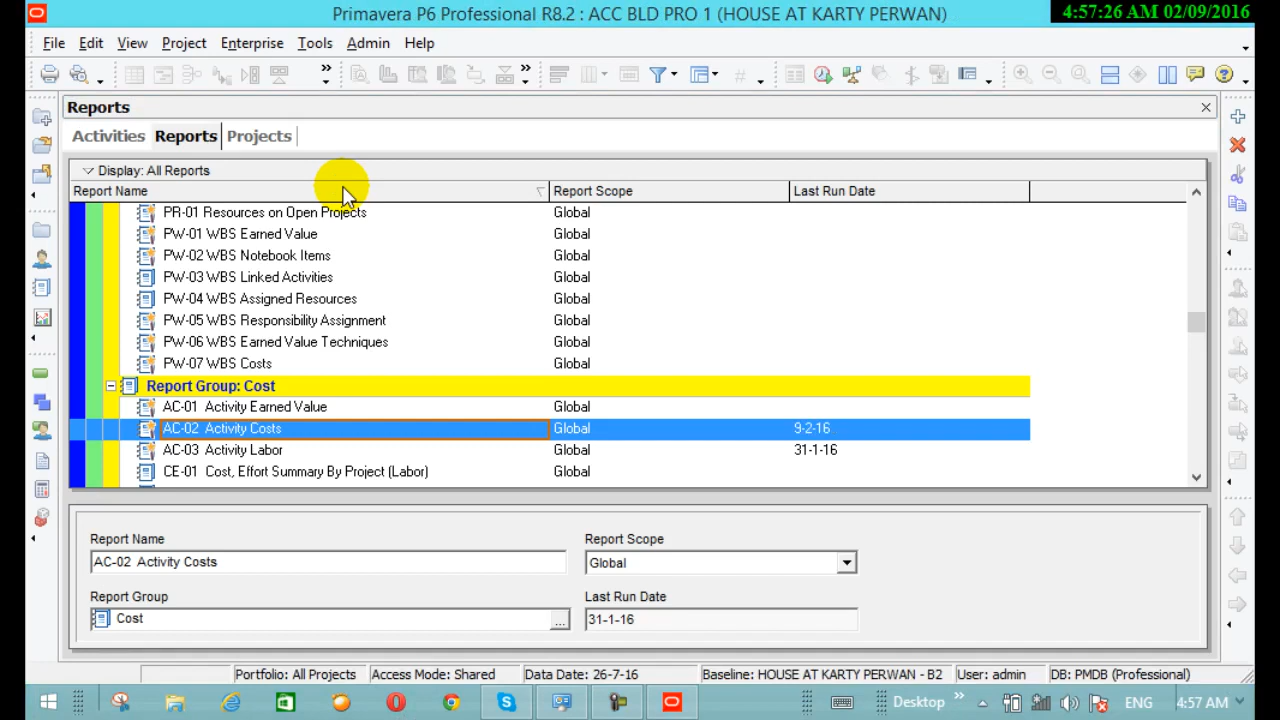 Primavera P6 Professional R8.2 : ACC BLD PRO 1 (HOUSE AT KARTY PERWAN)
4:57:26 AM 02/09/2016
File Edit View Project Enterprise Tools Admin Help
Reports
Activities Reports Projects
Display: All Reports
Report Name Report Scope Last Run Date
PR-01 Resources on Open Projects Global
PW-01 WBS Earned Value Global
PW-02 WBS Notebook Items Global
PW-03 WBS Linked Activities Global
PW-04 WBS Assigned Resources Global
PW-05 WBS Responsibility Assignment Global
PW-06 WBS Earned Value Techniques Global
PW-07 WBS Costs Global
Report Group: Cost
AC-01 Activity Earned Value Global
AC-02 Activity Costs Global 9-2-16
AC-03 Activity Labor Global 31-1-16
CE-01 Cost, Effort Summary By Project (Labor) Global
Report Name Report Scope
AC-02 Activity Costs Global
Report Group Last Run Date
Cost ... 31-1-16
Portfolio: All Projects Access Mode: Shared Data Date: 26-7-16 Baseline: HOUSE AT KARTY PERWAN - B2 User: admin DB: PMDB (Professional)
Desktop ENG 4:57 AM